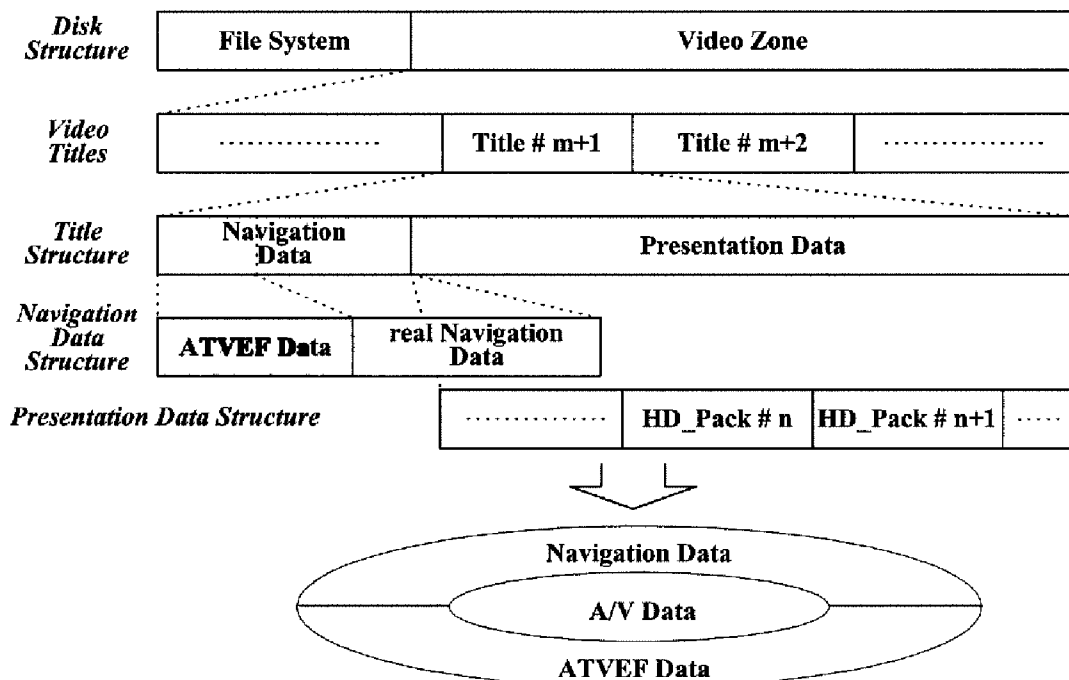 Disk
Structure
File System
Video Zone
Video
Titles
Title # m+1
Title # m+2
Title
Structure
Navigation
Data
Presentation Data
Navigation
Data
Structure
ATVEF Data
real Navigation
Data
Presentation Data Structure
HD_Pack # n
HD_Pack # n+1
Navigation Data
A/V Data
ATVEF Data